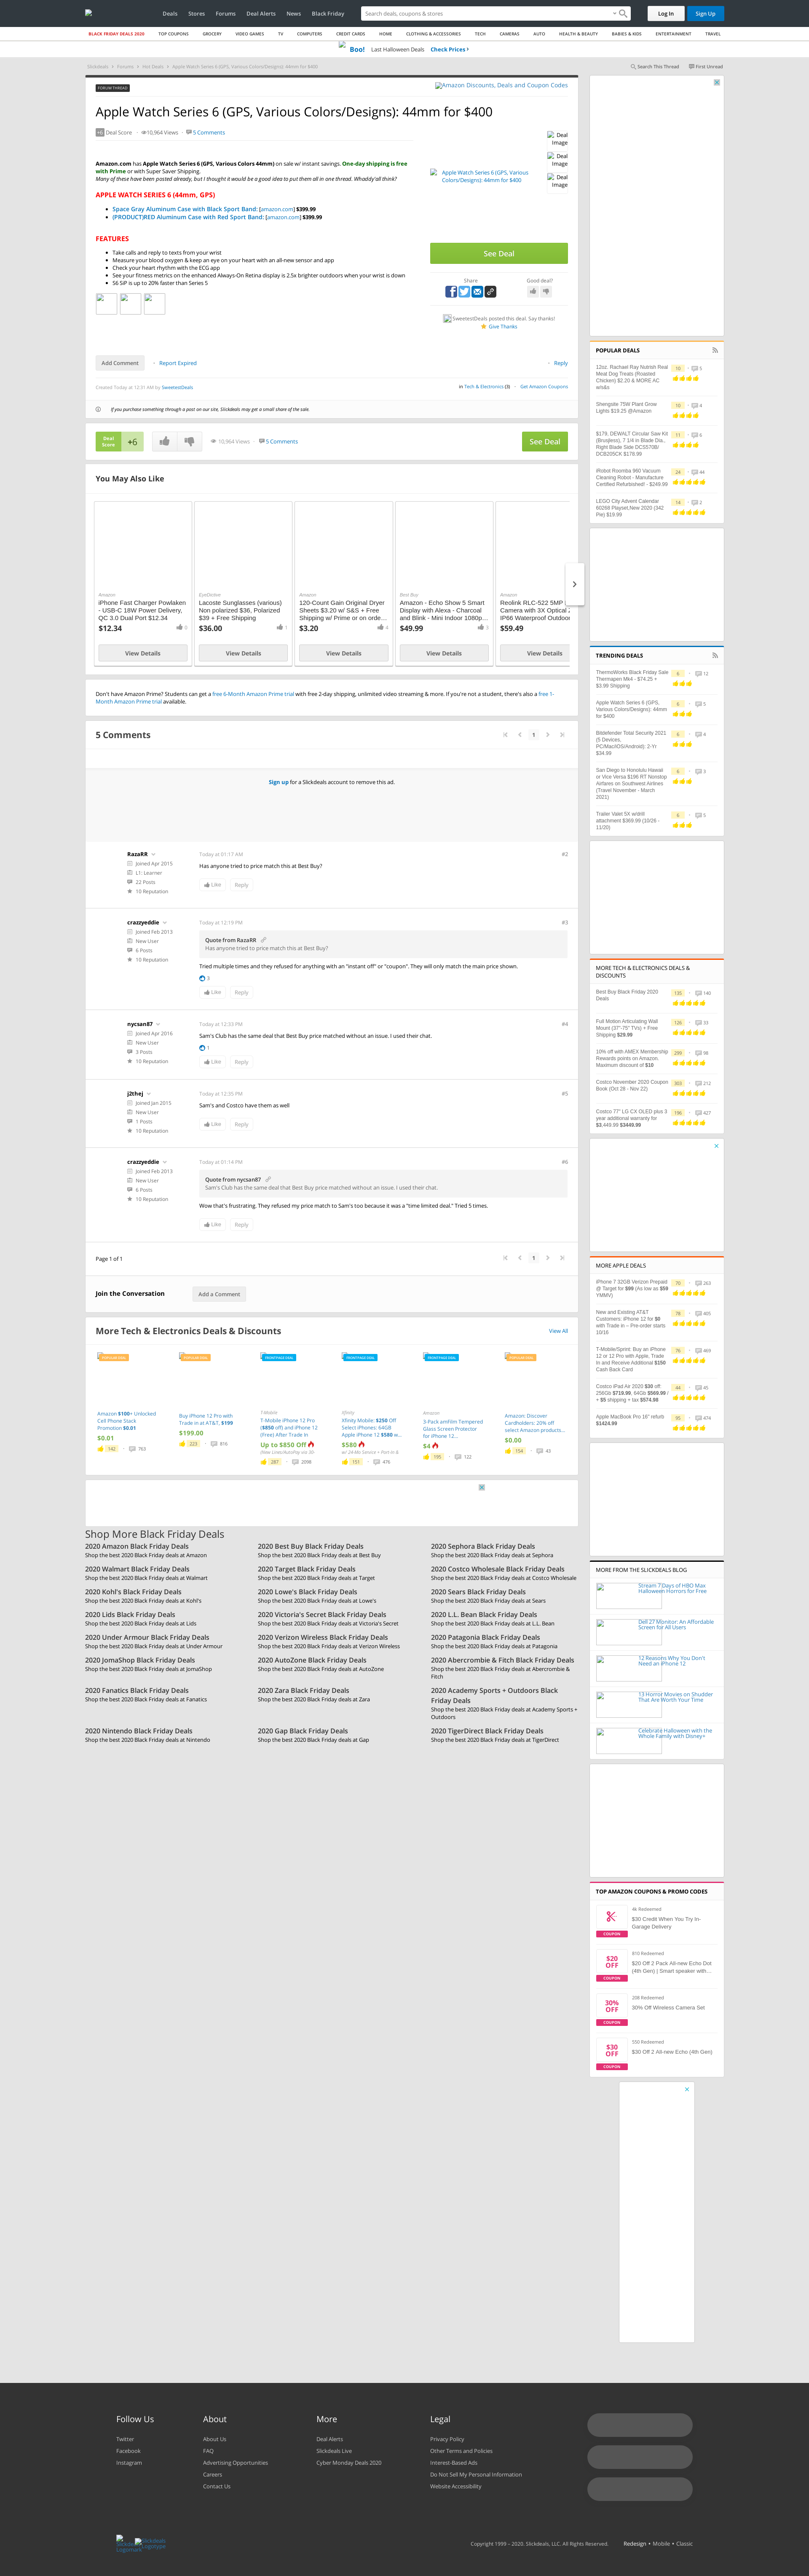 Deals
Stores
Forums
Deal Alerts
News
Black Friday
Search deals, coupons & stores
Log In
Sign Up
BLACK FRIDAY DEALS 2020
TOP COUPONS
GROCERY
VIDEO GAMES
TV
COMPUTERS
CREDIT CARDS
HOME
CLOTHING & ACCESSORIES
TECH
CAMERAS
AUTO
HEALTH & BEAUTY
BABIES & KIDS
ENTERTAINMENT
TRAVEL
Boo! Last Halloween Deals Check Prices
Slickdeals > Forums > Hot Deals > Apple Watch Series 6 (GPS, Various Colors/Designs): 44mm for $400
Search This Thread
First Unread
FORUM THREAD
Amazon Discounts, Deals and Coupon Codes
Apple Watch Series 6 (GPS, Various Colors/Designs): 44mm for $400
+6 Deal Score
10,964 Views
5 Comments
Amazon.com has Apple Watch Series 6 (GPS, Various Colors 44mm) on sale w/ instant savings. One-day shipping is free
with Prime or with Super Saver Shipping.
Many of these have been posted already, but I thought it would be a good idea to put them all in one thread. Whaddy'all think?
APPLE WATCH SERIES 6 (44mm, GPS)
Space Gray Aluminum Case with Black Sport Band: [amazon.com] $399.99
(PRODUCT)RED Aluminum Case with Red Sport Band: [amazon.com] $399.99
FEATURES
Take calls and reply to texts from your wrist
Measure your blood oxygen & keep an eye on your heart with an all-new sensor and app
Check your heart rhythm with the ECG app
See your fitness metrics on the enhanced Always-On Retina display is 2.5x brighter outdoors when your wrist is down
S6 SiP is up to 20% faster than Series 5
Apple Watch Series 6 (GPS, Various
Colors/Designs): 44mm for $400
Deal
Image
Deal
Image
Deal
Image
See Deal
Share
Good deal?
SweetestDeals posted this deal. Say thanks!
Give Thanks
Add Comment
Report Expired
Reply
Created Today at 12:31 AM by SweetestDeals
in Tech & Electronics (3)
Get Amazon Coupons
If you purchase something through a post on our site, Slickdeals may get a small share of the sale.
Deal
Score
+6
10,964 Views
5 Comments
See Deal
You May Also Like
Amazon
iPhone Fast Charger Powlaken
- USB-C 18W Power Delivery,
QC 3.0 Dual Port $12.34
$12.34
0
View Details
EyeDictive
Lacoste Sunglasses (various)
Non polarized $36, Polarized
$39 + Free Shipping
$36.00
1
View Details
Amazon
120-Count Gain Original Dryer
Sheets $3.20 w/ S&S + Free
Shipping w/ Prime or on orde...
$3.20
4
View Details
Best Buy
Amazon - Echo Show 5 Smart
Display with Alexa - Charcoal
and Blink - Mini Indoor 1080p...
$49.99
3
View Details
Amazon
Reolink RLC-522 5MP
Camera with 3X Optical
IP66 Waterproof Outdoor
$59.49
View Details
Don't have Amazon Prime? Students can get a free 6-Month Amazon Prime trial with free 2-day shipping, unlimited video streaming & more. If you're not a student, there's also a free 1-
Month Amazon Prime trial available.
5 Comments
1
Sign up for a Slickdeals account to remove this ad.
RazaRR
Joined Apr 2015
L1: Learner
22 Posts
10 Reputation
Today at 01:17 AM
#2
Has anyone tried to price match this at Best Buy?
Like
Reply
crazzyeddie
Joined Feb 2013
New User
6 Posts
10 Reputation
Today at 12:19 PM
#3
Quote from RazaRR
Has anyone tried to price match this at Best Buy?
Tried multiple times and they refused for anything with an "instant off" or "coupon". They will only match the main price shown.
3
Like
Reply
nycsan87
Joined Apr 2016
New User
3 Posts
10 Reputation
Today at 12:33 PM
#4
Sam's Club has the same deal that Best Buy price matched without an issue. I used their chat.
1
Like
Reply
j2thej
Joined Jan 2015
New User
1 Posts
10 Reputation
Today at 12:35 PM
#5
Sam's and Costco have them as well
Like
Reply
crazzyeddie
Joined Feb 2013
New User
6 Posts
10 Reputation
Today at 01:14 PM
#6
Quote from nycsan87
Sam's Club has the same deal that Best Buy price matched without an issue. I used their chat.
Wow that's frustrating. They refused my price match to Sam's too because it was a "time limited deal." Tried 5 times.
Like
Reply
Page 1 of 1
1
Join the Conversation
Add a Comment
More Tech & Electronics Deals & Discounts
View All
POPULAR DEAL
Amazon $100+ Unlocked
Cell Phone Stack
Promotion $0.01
$0.01
142
763
POPULAR DEAL
Buy iPhone 12 Pro with
Trade in at AT&T, $199
$199.00
223
816
FRONTPAGE DEAL
T-Mobile
T-Mobile iPhone 12 Pro
($850 off) and iPhone 12
(Free) After Trade In
Up to $850 Off
287
2098
FRONTPAGE DEAL
Xfinity
Xfinity Mobile: $250 Off
Select iPhones: 64GB
Apple iPhone 12 $580 w...
$580
w/ 24-Mo Service + Port-in &
151
476
FRONTPAGE DEAL
Amazon
3-Pack amFilm Tempered
Glass Screen Protector
for iPhone 12...
$4
195
122
POPULAR DEAL
Amazon: Discover
Cardholders: 20% off
select Amazon products...
$0.00
154
43
Shop More Black Friday Deals
2020 Amazon Black Friday Deals
Shop the best 2020 Black Friday deals at Amazon
2020 Best Buy Black Friday Deals
Shop the best 2020 Black Friday deals at Best Buy
2020 Sephora Black Friday Deals
Shop the best 2020 Black Friday deals at Sephora
2020 Walmart Black Friday Deals
Shop the best 2020 Black Friday deals at Walmart
2020 Target Black Friday Deals
Shop the best 2020 Black Friday deals at Target
2020 Costco Wholesale Black Friday Deals
Shop the best 2020 Black Friday deals at Costco Wholesale
2020 Kohl's Black Friday Deals
Shop the best 2020 Black Friday deals at Kohl's
2020 Lowe's Black Friday Deals
Shop the best 2020 Black Friday deals at Lowe's
2020 Sears Black Friday Deals
Shop the best 2020 Black Friday deals at Sears
2020 Lids Black Friday Deals
Shop the best 2020 Black Friday deals at Lids
2020 Victoria's Secret Black Friday Deals
Shop the best 2020 Black Friday deals at Victoria's Secret
2020 L.L. Bean Black Friday Deals
Shop the best 2020 Black Friday deals at L.L. Bean
2020 Under Armour Black Friday Deals
Shop the best 2020 Black Friday deals at Under Armour
2020 Verizon Wireless Black Friday Deals
Shop the best 2020 Black Friday deals at Verizon Wireless
2020 Patagonia Black Friday Deals
Shop the best 2020 Black Friday deals at Patagonia
2020 JomaShop Black Friday Deals
Shop the best 2020 Black Friday deals at JomaShop
2020 AutoZone Black Friday Deals
Shop the best 2020 Black Friday deals at AutoZone
2020 Abercrombie & Fitch Black Friday Deals
Shop the best 2020 Black Friday deals at Abercrombie &
Fitch
2020 Fanatics Black Friday Deals
Shop the best 2020 Black Friday deals at Fanatics
2020 Zara Black Friday Deals
Shop the best 2020 Black Friday deals at Zara
2020 Academy Sports + Outdoors Black
Friday Deals
Shop the best 2020 Black Friday deals at Academy Sports +
Outdoors
2020 Nintendo Black Friday Deals
Shop the best 2020 Black Friday deals at Nintendo
2020 Gap Black Friday Deals
Shop the best 2020 Black Friday deals at Gap
2020 TigerDirect Black Friday Deals
Shop the best 2020 Black Friday deals at TigerDirect
POPULAR DEALS
12oz. Rachael Ray Nutrish Real
Meat Dog Treats (Roasted
Chicken) $2.20 & MORE AC
w/s&s
10
5
Shengsite 75W Plant Grow
Lights $19.25 @Amazon
10
4
$179, DEWALT Circular Saw Kit
(Brusless), 7 1/4 in Blade Dia.,
Right Blade Side DCS570B/
DCB205CK $179.99
11
6
iRobot Roomba 960 Vacuum
Cleaning Robot - Manufacture
Certified Refurbished! - $249.99
24
44
LEGO City Advent Calendar
60268 Playset,New 2020 (342
Pie) $19.99
14
2
TRENDING DEALS
ThermoWorks Black Friday Sale
Thermapen Mk4 - $74.25 +
$3.99 Shipping
6
12
Apple Watch Series 6 (GPS,
Various Colors/Designs): 44mm
for $400
6
5
Bitdefender Total Security 2021
(5 Devices,
PC/Mac/iOS/Android): 2-Yr
$34.99
6
4
San Diego to Honolulu Hawaii
or Vice Versa $198 RT Nonstop
Airfares on Southwest Airlines
(Travel November - March
2021)
6
3
Trailer Valet 5X w/drill
attachment $369.99 (10/26 -
11/20)
6
5
MORE TECH & ELECTRONICS DEALS &
DISCOUNTS
Best Buy Black Friday 2020
Deals
135
140
Full Motion Articulating Wall
Mount (37"-75" TVs) + Free
Shipping $29.99
126
33
10% off with AMEX Membership
Rewards points on Amazon,
Maximum discount of $10
299
98
Costco November 2020 Coupon
Book (Oct 28 - Nov 22)
303
212
Costco 77" LG CX OLED plus 3
year additional warranty for
$3,449.99 $3449.99
196
427
MORE APPLE DEALS
iPhone 7 32GB Verizon Prepaid
@ Target for $99 (As low as $59
YMMV)
70
263
New and Existing AT&T
Customers: iPhone 12 for $0
with Trade in – Pre-order starts
10/16
78
405
T-Mobile/Sprint: Buy an iPhone
12 or 12 Pro with Apple, Trade
In and Receive Additional $150
Cash Back Card
76
469
Costco iPad Air 2020 $30 off:
256Gb $719.99, 64Gb $569.99 /
+ $5 shipping + tax $574.98
44
45
Apple MacBook Pro 16" refurb
$1424.99
65
474
MORE FROM THE SLICKDEALS BLOG
Stream 7 Days of HBO Max
Halloween Horrors for Free
Dell 27 Monitor: An Affordable
Screen for All Users
12 Reasons Why You Don't
Need an iPhone 12
13 Horror Movies on Shudder
That Are Worth Your Time
Celebrate Halloween with the
Whole Family with Disney+
TOP AMAZON COUPONS & PROMO CODES
COUPON
4k Redeemed
$30 Credit When You Try In-
Garage Delivery
$20
OFF
COUPON
810 Redeemed
$20 Off 2 Pack All-new Echo Dot
(4th Gen) | Smart speaker with...
30%
OFF
COUPON
208 Redeemed
30% Off Wireless Camera Set
$30
OFF
COUPON
550 Redeemed
$30 Off 2 All-new Echo (4th Gen)
Follow Us
Twitter
Facebook
Instagram
About
About Us
FAQ
Advertising Opportunities
Careers
Contact Us
More
Deal Alerts
Slickdeals Live
Cyber Monday Deals 2020
Legal
Privacy Policy
Other Terms and Policies
Interest-Based Ads
Do Not Sell My Personal Information
Website Accessibility
Copyright 1999 – 2020. Slickdeals, LLC. All Rights Reserved.
Redesign • Mobile • Classic